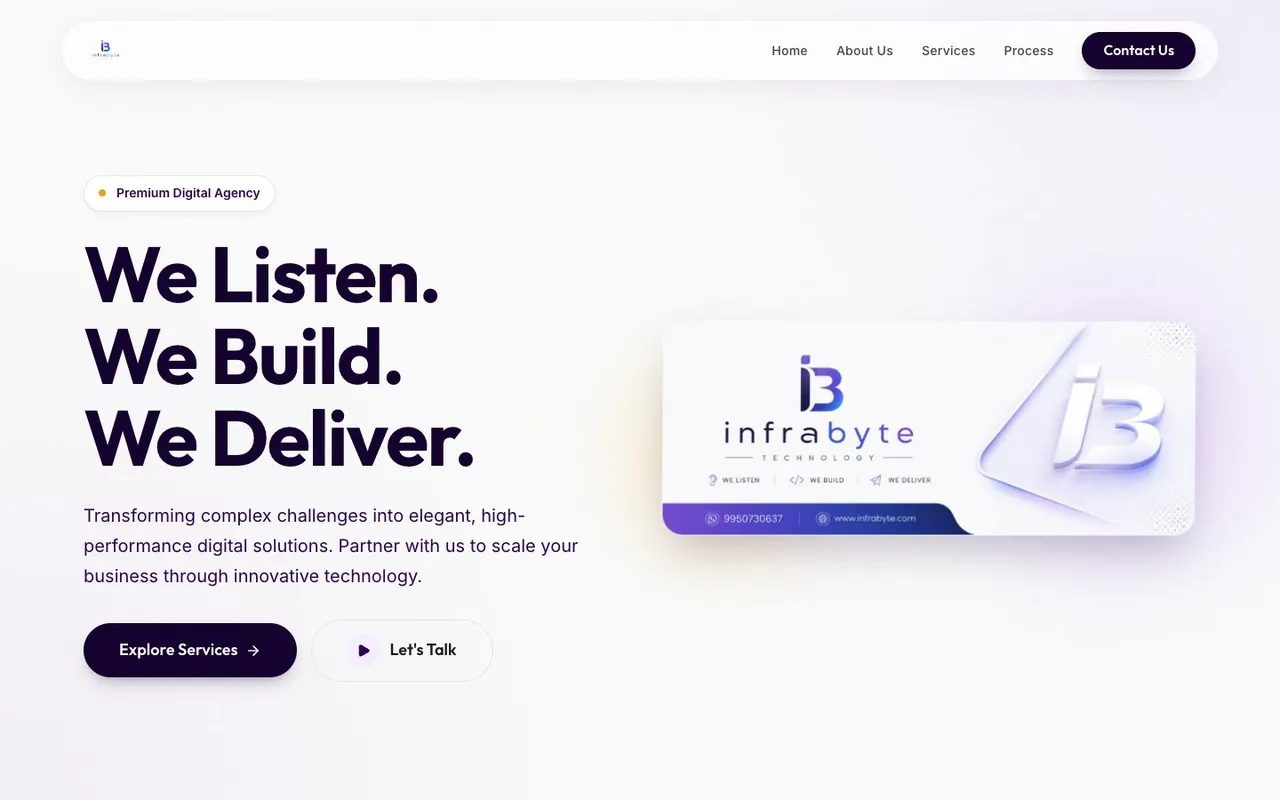 infrabyte
Home
About Us
Services
Process
Contact Us
Premium Digital Agency
We Listen.
We Build.
We Deliver.
Transforming complex challenges into elegant, high-
performance digital solutions. Partner with us to scale your
business through innovative technology.
Explore Services →
Let's Talk
infrabyte
TECHNOLOGY
WE LISTEN
</> WE BUILD
WE DELIVER
9950730637
www.infrabyte.com